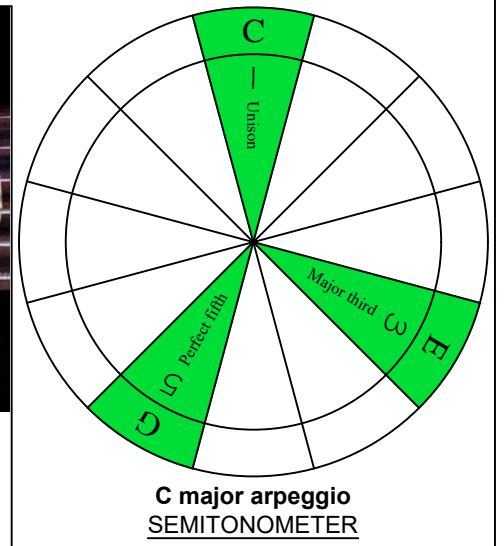 C
1 Unison
Major third 3
E
Perfect fifth 5
G
C major arpeggio
SEMITONOMETER